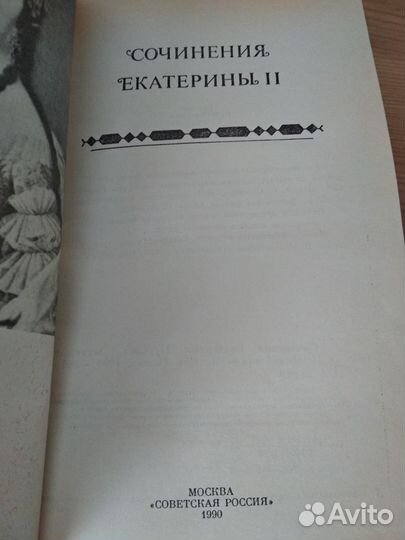 СОЧИНЕНИЯ
ЕКАТЕРИНЫ II
МОСКВА
«СОВЕТСКАЯ РОССИЯ»
1990
Avito